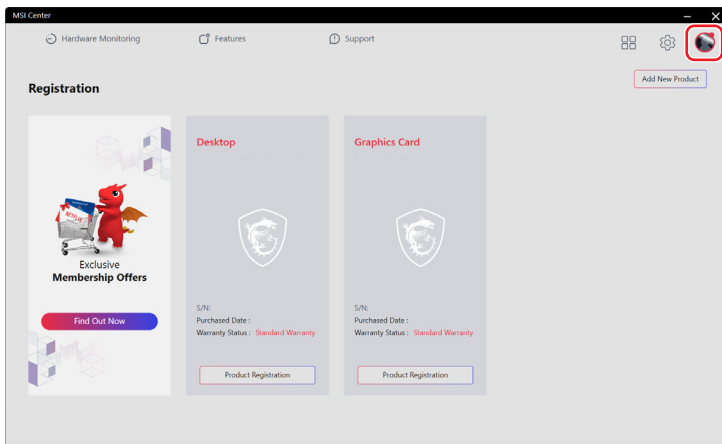 MSI Center
Hardware Monitoring
Features
Support
Add New Product
Registration
NETFLIX
Exclusive
Membership Offers
Find Out Now
Desktop
S/N:
Purchased Date :
Warranty Status : Standard Warranty
Product Registration
Graphics Card
S/N:
Purchased Date :
Warranty Status : Standard Warranty
Product Registration